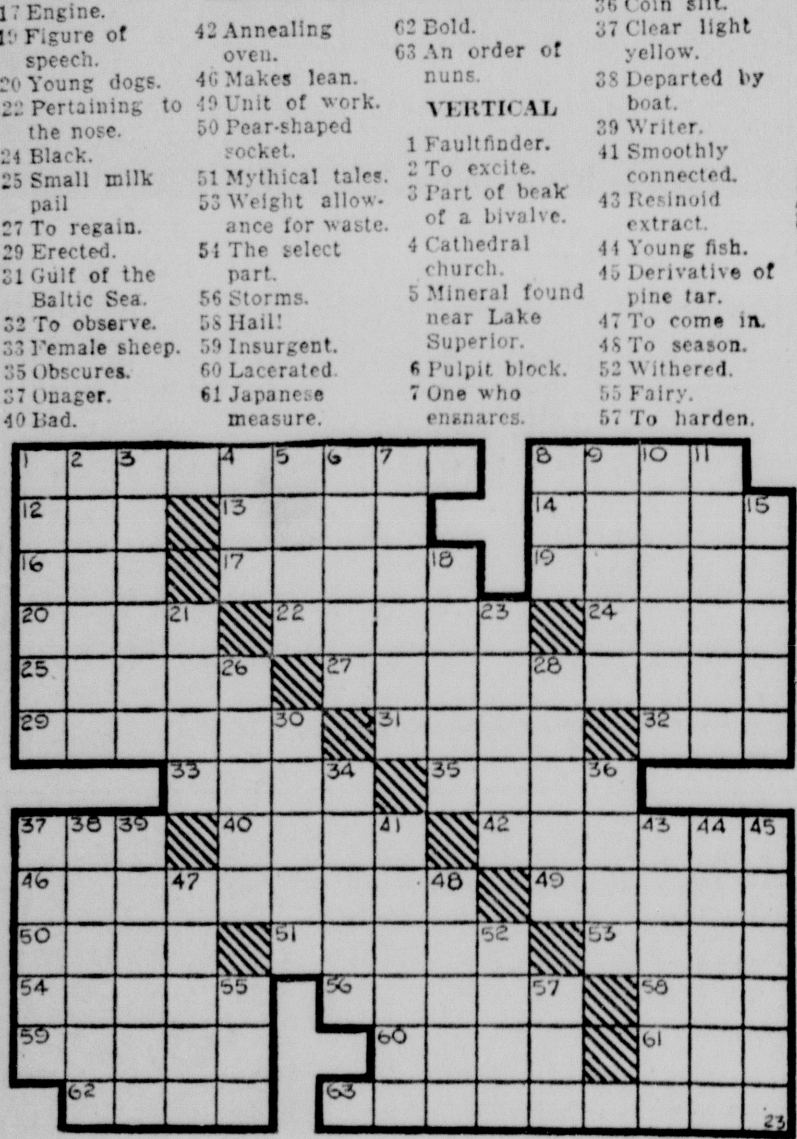 17 Engine.
19 Figure of
speech.
20 Young dogs.
22 Pertaining to
the nose.
24 Black.
25 Small milk
pail
27 To regain.
29 Erected.
31 Gulf of the
Baltic Sea.
32 To observe.
33 Female sheep.
35 Obscures.
37 Onager.
40 Bad.
42 Annealing
oven.
46 Makes lean.
49 Unit of work.
50 Pear-shaped
socket.
51 Mythical tales.
53 Weight allow-
ance for waste.
54 The select
part.
56 Storms.
58 Hail!
59 Insurgent.
60 Lacerated.
61 Japanese
measure.
62 Bold.
63 An order of
nuns.
VERTICAL
1 Faultfinder.
2 To excite.
3 Part of beak
of a bivalve.
4 Cathedral
church.
5 Mineral found
near Lake
Superior.
6 Pulpit block.
7 One who
ensnares.
36 Coin slit.
37 Clear light
yellow.
38 Departed by
boat.
39 Writer.
41 Smoothly
connected.
43 Resinoid
extract.
44 Young fish.
45 Derivative of
pine tar.
47 To come in.
48 To season.
52 Withered.
55 Fairy.
57 To harden.
1 2 3 4 5 6 7 8 9 10 11
12 13 14 15
16 17 18 19
20 21 22 23 24
25 26 27 28
29 30 31 32
33 34 35 36
37 38 39 40 41 42 43 44 45
46 47 48 49
50 51 52 53
54 55 56 57 58
59 60 61
62 63
23